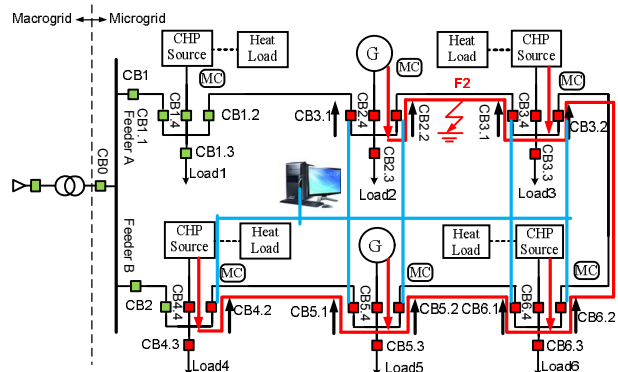 Macrogrid
Microgrid
CHP
Source
Heat
Load
MC
G
MC
Heat
Load
CHP
Source
MC
CB1
CB1.1
CB1.4
CB1.2
CB1.3
Load1
CB3.1
CB2.4
CB2.2
CB2.3
Load2
F2
CB3.1
CB3.4
CB3.2
CB3.3
Load3
Feeder A
CB0
Feeder B
CHP
Source
Heat
Load
MC
G
MC
Heat
Load
CHP
Source
MC
CB2
CB4.4
CB4.2
CB4.3
Load4
CB5.1
CB5.4
CB5.2
CB5.3
Load5
CB6.1
CB6.4
CB6.2
CB6.3
Load6